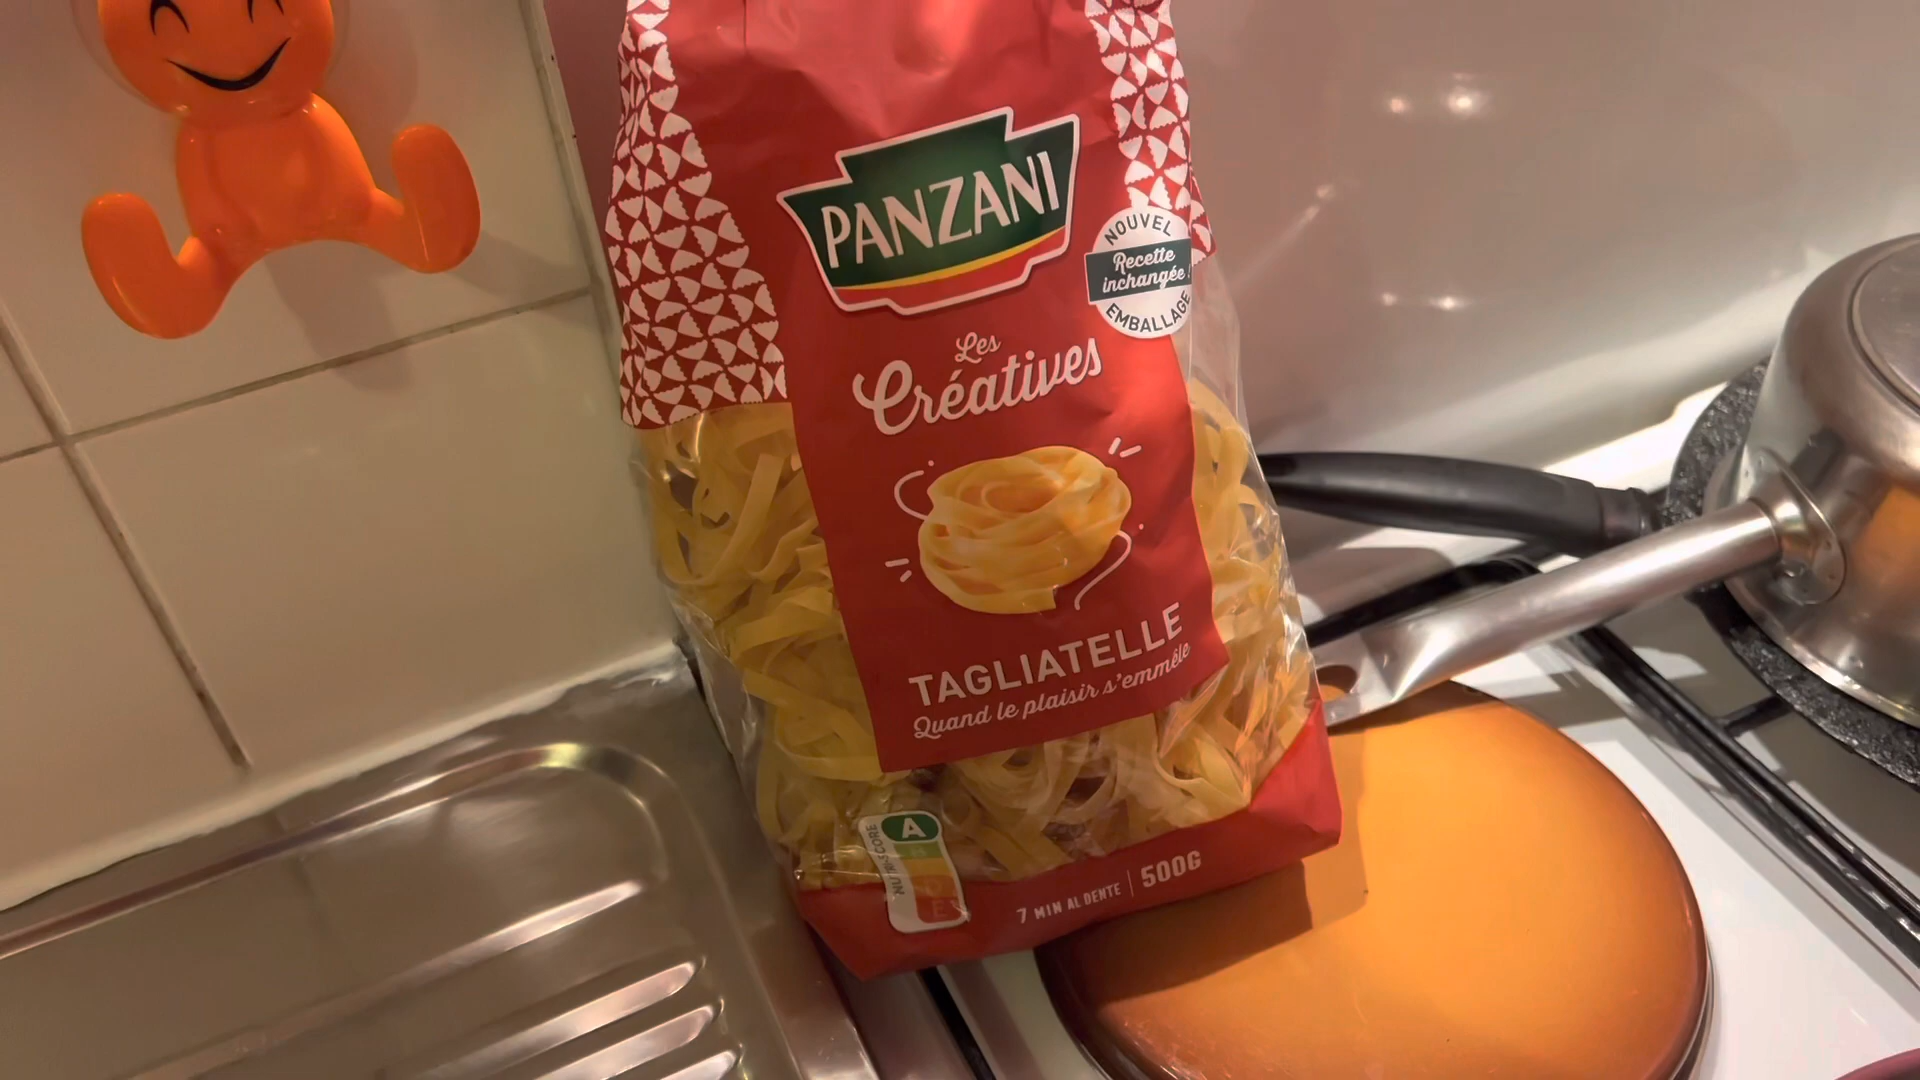 PANZANI
NOUVEL
Recette
inchangée !
EMBALLAGE
Les
Créatives
TAGLIATELLE
Quand le plaisir s'emmêle
NUTRI-SCORE
A
E
7 MIN AL DENTE | 500G